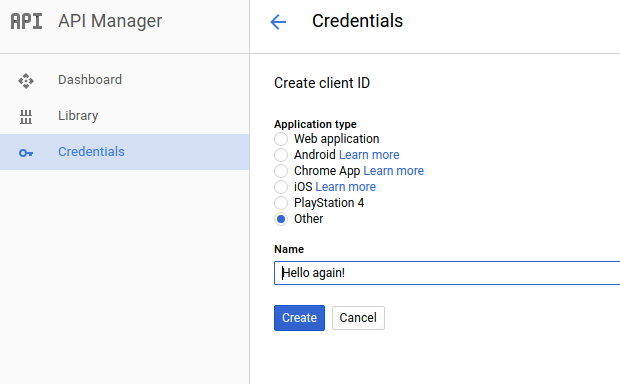 API API Manager
Credentials
Dashboard
Library
Credentials
Create client ID
Application type
Web application
Android Learn more
Chrome App Learn more
iOS Learn more
PlayStation 4
Other
Name
Hello again!
Create Cancel